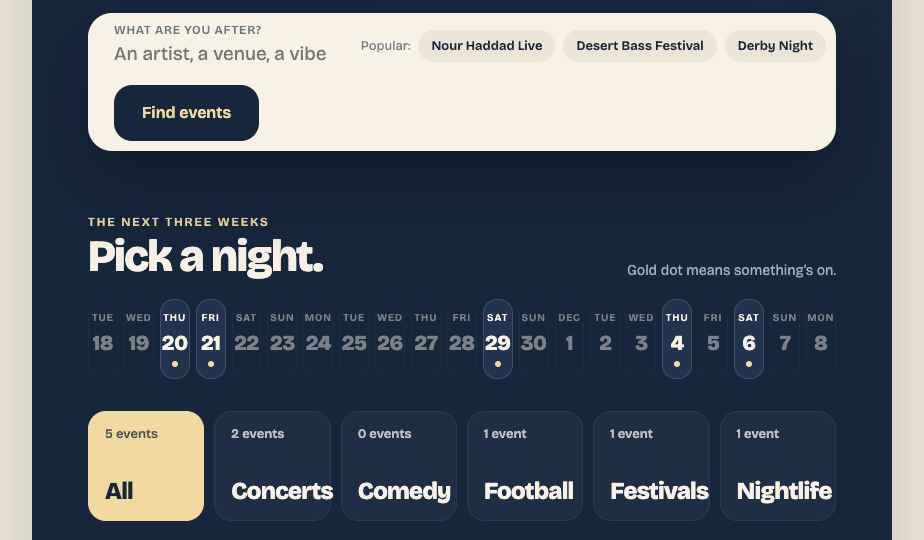 WHAT ARE YOU AFTER?
An artist, a venue, a vibe
Popular: Nour Haddad Live Desert Bass Festival Derby Night
Find events
THE NEXT THREE WEEKS
Pick a night.
Gold dot means something's on.
TUE WED THU FRI SAT SUN MON TUE WED THU FRI SAT SUN DEC TUE WED THU FRI SAT SUN MON
18 19 20 21 22 23 24 25 26 27 28 29 30 1 2 3 4 5 6 7 8
5 events 2 events 0 events 1 event 1 event 1 event
All Concerts Comedy Football Festivals Nightlife